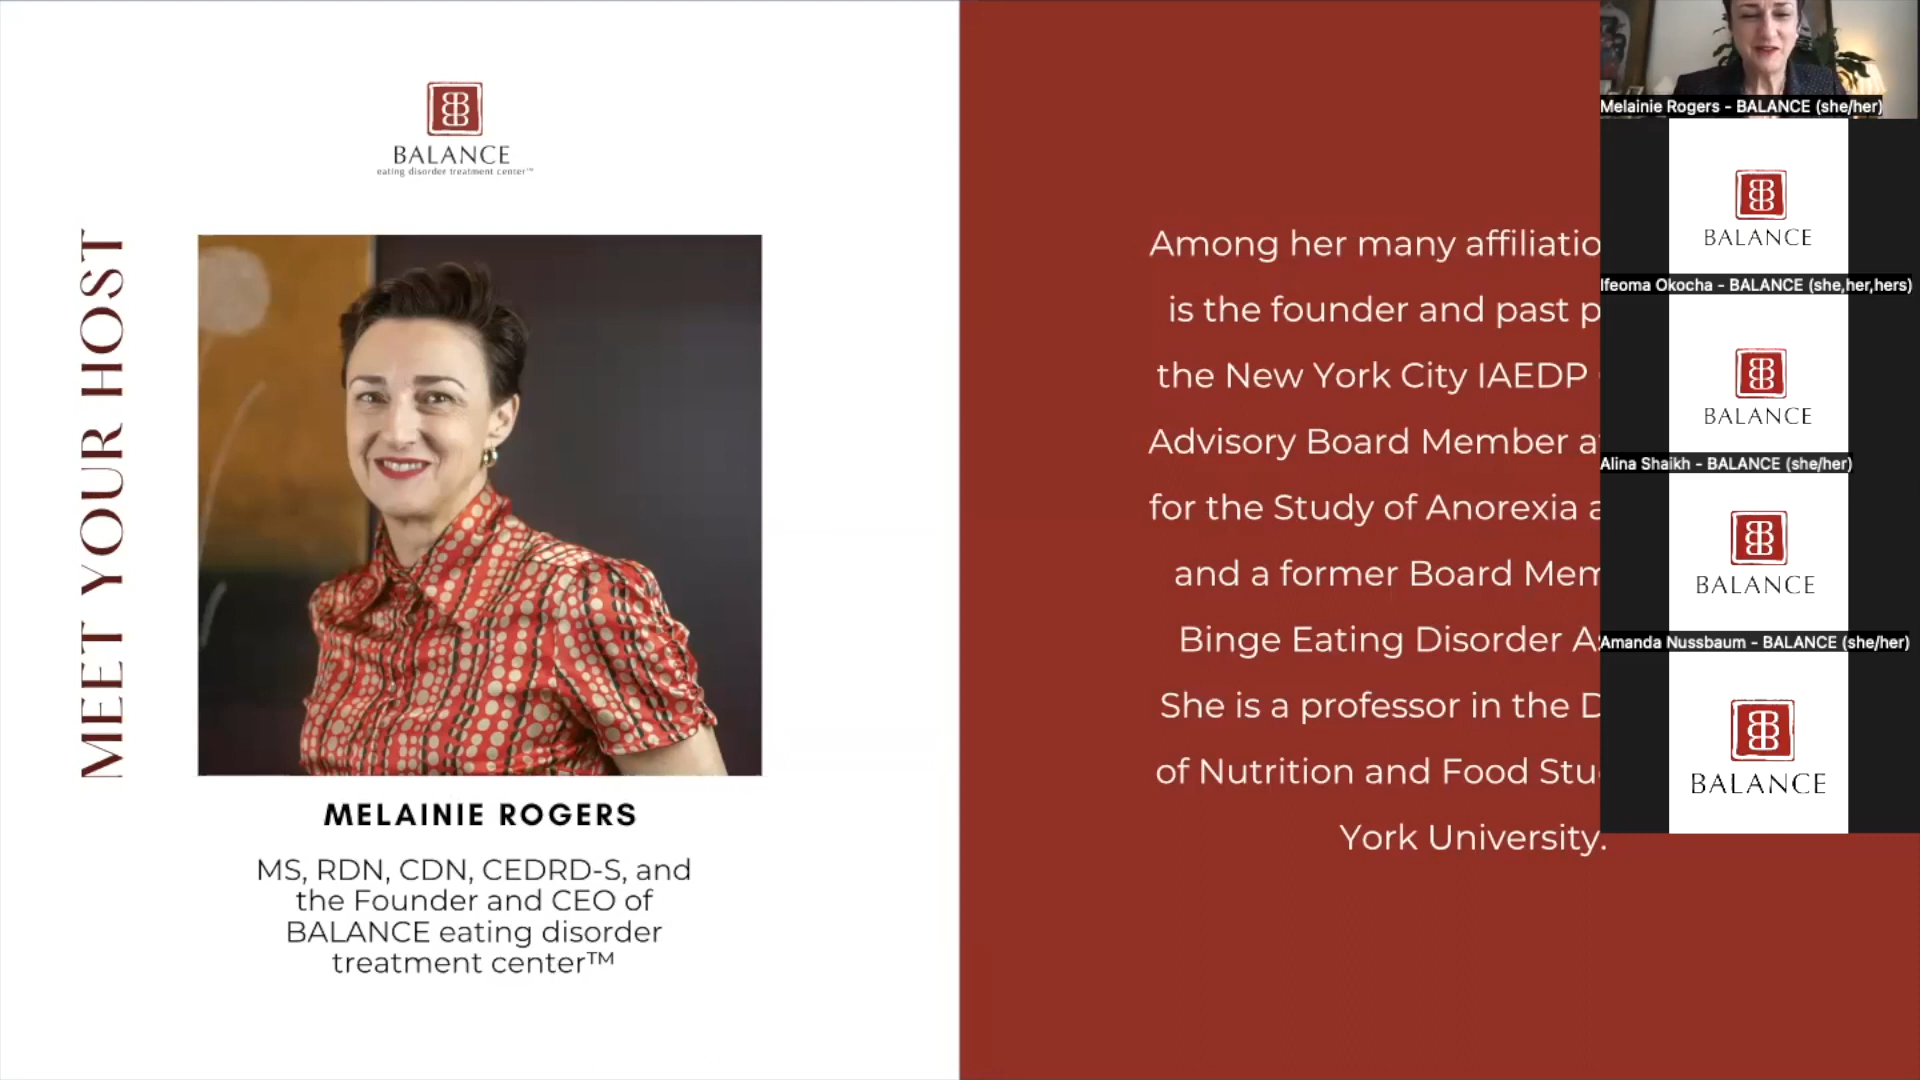 BALANCE
eating disorder treatment center™
MEET YOUR HOST
MELAINIE ROGERS
MS, RDN, CDN, CEDRD-S, and
the Founder and CEO of
BALANCE eating disorder
treatment center™
Among her many affiliatio
is the founder and past p
the New York City IAEDP
Advisory Board Member a
for the Study of Anorexia a
and a former Board Mem
Binge Eating Disorder A
She is a professor in the D
of Nutrition and Food Stu
York University.
Melainie Rogers - BALANCE (she/her)
BALANCE
Ifeoma Okocha - BALANCE (she,her,hers)
BALANCE
Alina Shaikh - BALANCE (she/her)
BALANCE
Amanda Nussbaum - BALANCE (she/her)
BALANCE